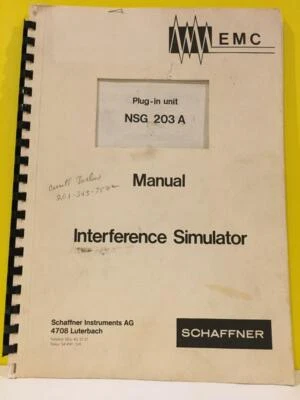 EMC
Plug-in unit
NSG 203 A
Manual
Interference Simulator
Schaffner Instruments AG
4708 Luterbach
SCHAFFNER